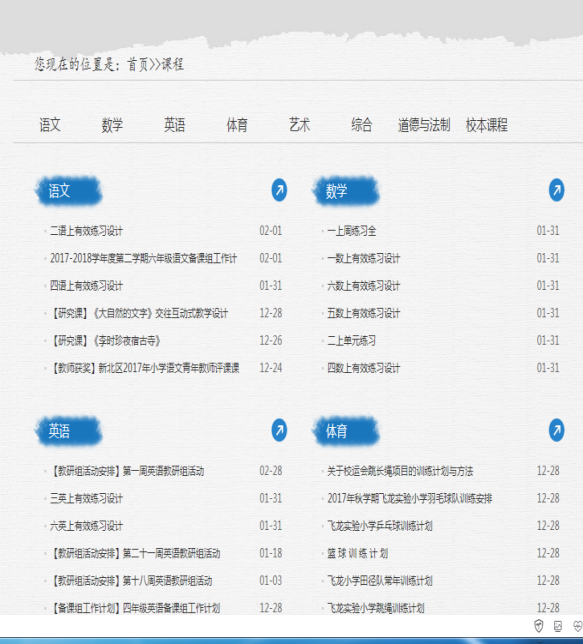 您现在的位置是：首页>>课程
语文 数学 英语 体育 艺术 综合 道德与法制 校本课程
语文
二语上有效练习设计 02-01
2017-2018学年度第二学期六年级语文备课组工作计 02-01
四语上有效练习设计 01-31
【研究课】《大自然的文字》交往互动式教学设计 12-28
【研究课】《李时珍夜宿古寺》 12-26
【教师获奖】新北区2017年小学语文青年教师评课课 12-24
数学
一上周练习全 01-31
一数上有效练习设计 01-31
六数上有效练习设计 01-31
五数上有效练习设计 01-31
二上单元练习 01-31
四数上有效练习设计 01-31
英语
【教研组活动安排】第一周英语教研组活动 02-28
三英上有效练习设计 01-31
六英上有效练习设计 01-31
【教研组活动安排】第二十一周英语教研组活动 01-18
【教研组活动安排】第十八周英语教研组活动 01-03
【备课组工作计划】四年级英语备课组工作计划 12-28
体育
关于校运会跳长绳项目的训练计划与方法 12-28
2017年秋学期飞龙实验小学羽毛球队训练安排 12-28
飞龙实验小学乒乓球训练计划 12-28
篮 球 训 练 计 划 12-28
飞龙小学田径队常年训练计划 12-28
飞龙实验小学跳绳训练计划 12-28